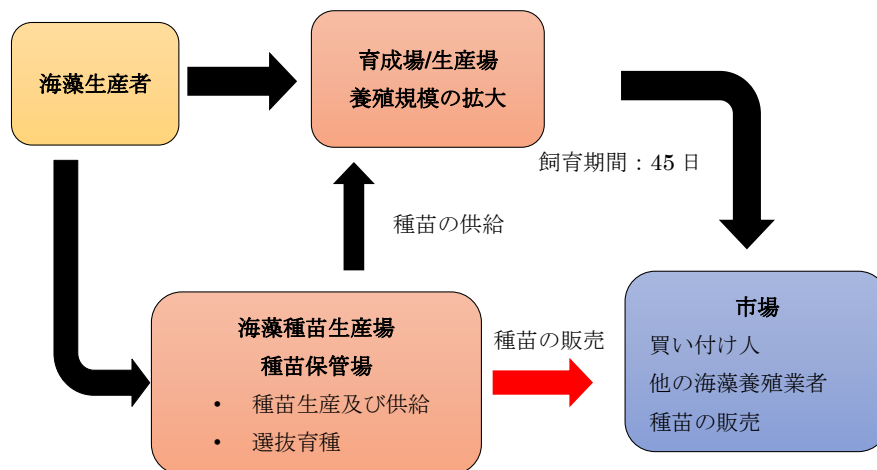 海藻生産者
育成場/生産場
養殖規模の拡大
飼育期間：45 日
種苗の供給
海藻種苗生産場
種苗保管場
• 種苗生産及び供給
• 選抜育種
種苗の販売
市場
買い付け人
他の海藻養殖業者
種苗の販売